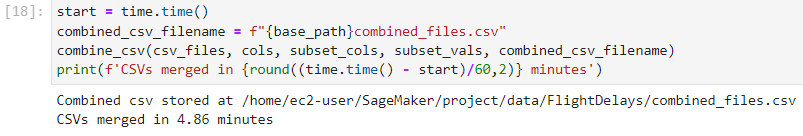 [18]: start = time.time()
combined_csv_filename = f"{base_path}combined_files.csv"
combine_csv(csv_files, cols, subset_cols, subset_vals, combined_csv_filename)
print(f'CSVs merged in {round((time.time() - start)/60,2)} minutes')
Combined csv stored at /home/ec2-user/SageMaker/project/data/FlightDelays/combined_files.csv
CSVs merged in 4.86 minutes